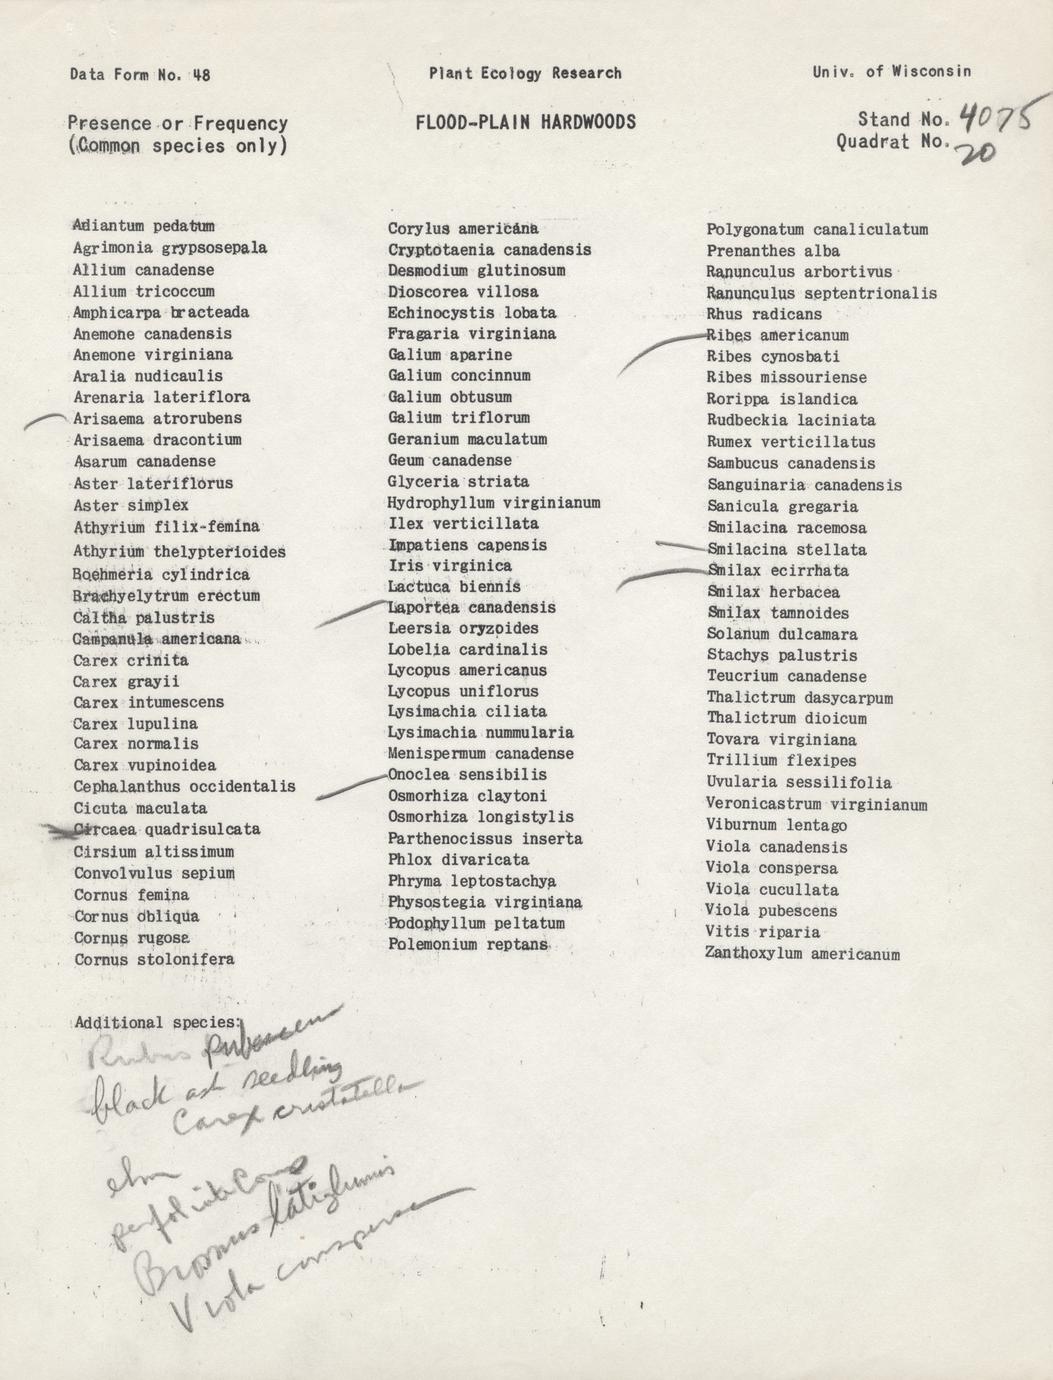 Data Form No. 48
Plant Ecology Research
Univ. of Wisconsin
Presence or Frequency
(Common species only)
FLOOD-PLAIN HARDWOODS
Stand No. 4075
Quadrat No. 20
Adiantum pedatum
Agrimonia grypsosepala
Allium canadense
Allium tricoccum
Amphicarpa bracteada
Anemone canadensis
Anemone virginiana
Aralia nudicaulis
Arenaria lateriflora
Arisaema atrorubens
Arisaema dracontium
Asarum canadense
Aster lateriflorus
Aster simplex
Athyrium filix-femina
Athyrium thelypterioides
Boehmeria cylindrica
Brachyelytrum erectum
Caltha palustris
Campanula americana
Carex crinita
Carex grayii
Carex intumescens
Carex lupulina
Carex normalis
Carex vupinoidea
Cephalanthus occidentalis
Cicuta maculata
Circaea quadrisulcata
Cirsium altissimum
Convolvulus sepium
Cornus femina
Cornus obliqua
Cornus rugosa
Cornus stolonifera
Corylus americana
Cryptotaenia canadensis
Desmodium glutinosum
Dioscorea villosa
Echinocystis lobata
Fragaria virginiana
Galium aparine
Galium concinnum
Galium obtusum
Galium triflorum
Geranium maculatum
Geum canadense
Glyceria striata
Hydrophyllum virginianum
Ilex verticillata
Impatiens capensis
Iris virginica
Lactuca biennis
Laportea canadensis
Leersia oryzoides
Lobelia cardinalis
Lycopus americanus
Lycopus uniflorus
Lysimachia ciliata
Lysimachia nummularia
Menispermum canadense
Onoclea sensibilis
Osmorhiza claytoni
Osmorhiza longistylis
Parthenocissus inserta
Phlox divaricata
Phryma leptostachya
Physostegia virginiana
Podophyllum peltatum
Polemonium reptans
Polygonatum canaliculatum
Prenanthes alba
Ranunculus arbortivus
Ranunculus septentrionalis
Rhus radicans
Ribes americanum
Ribes cynosbati
Ribes missouriense
Rorippa islandica
Rudbeckia laciniata
Rumex verticillatus
Sambucus canadensis
Sanguinaria canadensis
Sanicula gregaria
Smilacina racemosa
Smilacina stellata
Smilax ecirrhata
Smilax herbacea
Smilax tamnoides
Solanum dulcamara
Stachys palustris
Teucrium canadense
Thalictrum dasycarpum
Thalictrum dioicum
Tovara virginiana
Trillium flexipes
Uvularia sessilifolia
Veronicastrum virginianum
Viburnum lentago
Viola canadensis
Viola conspersa
Viola cucullata
Viola pubescens
Vitis riparia
Zanthoxylum americanum
Additional species:
Rubus pubescens
black ash seedling
Carex cristatella
elm
Bromus latiglumis
Viola conspersa